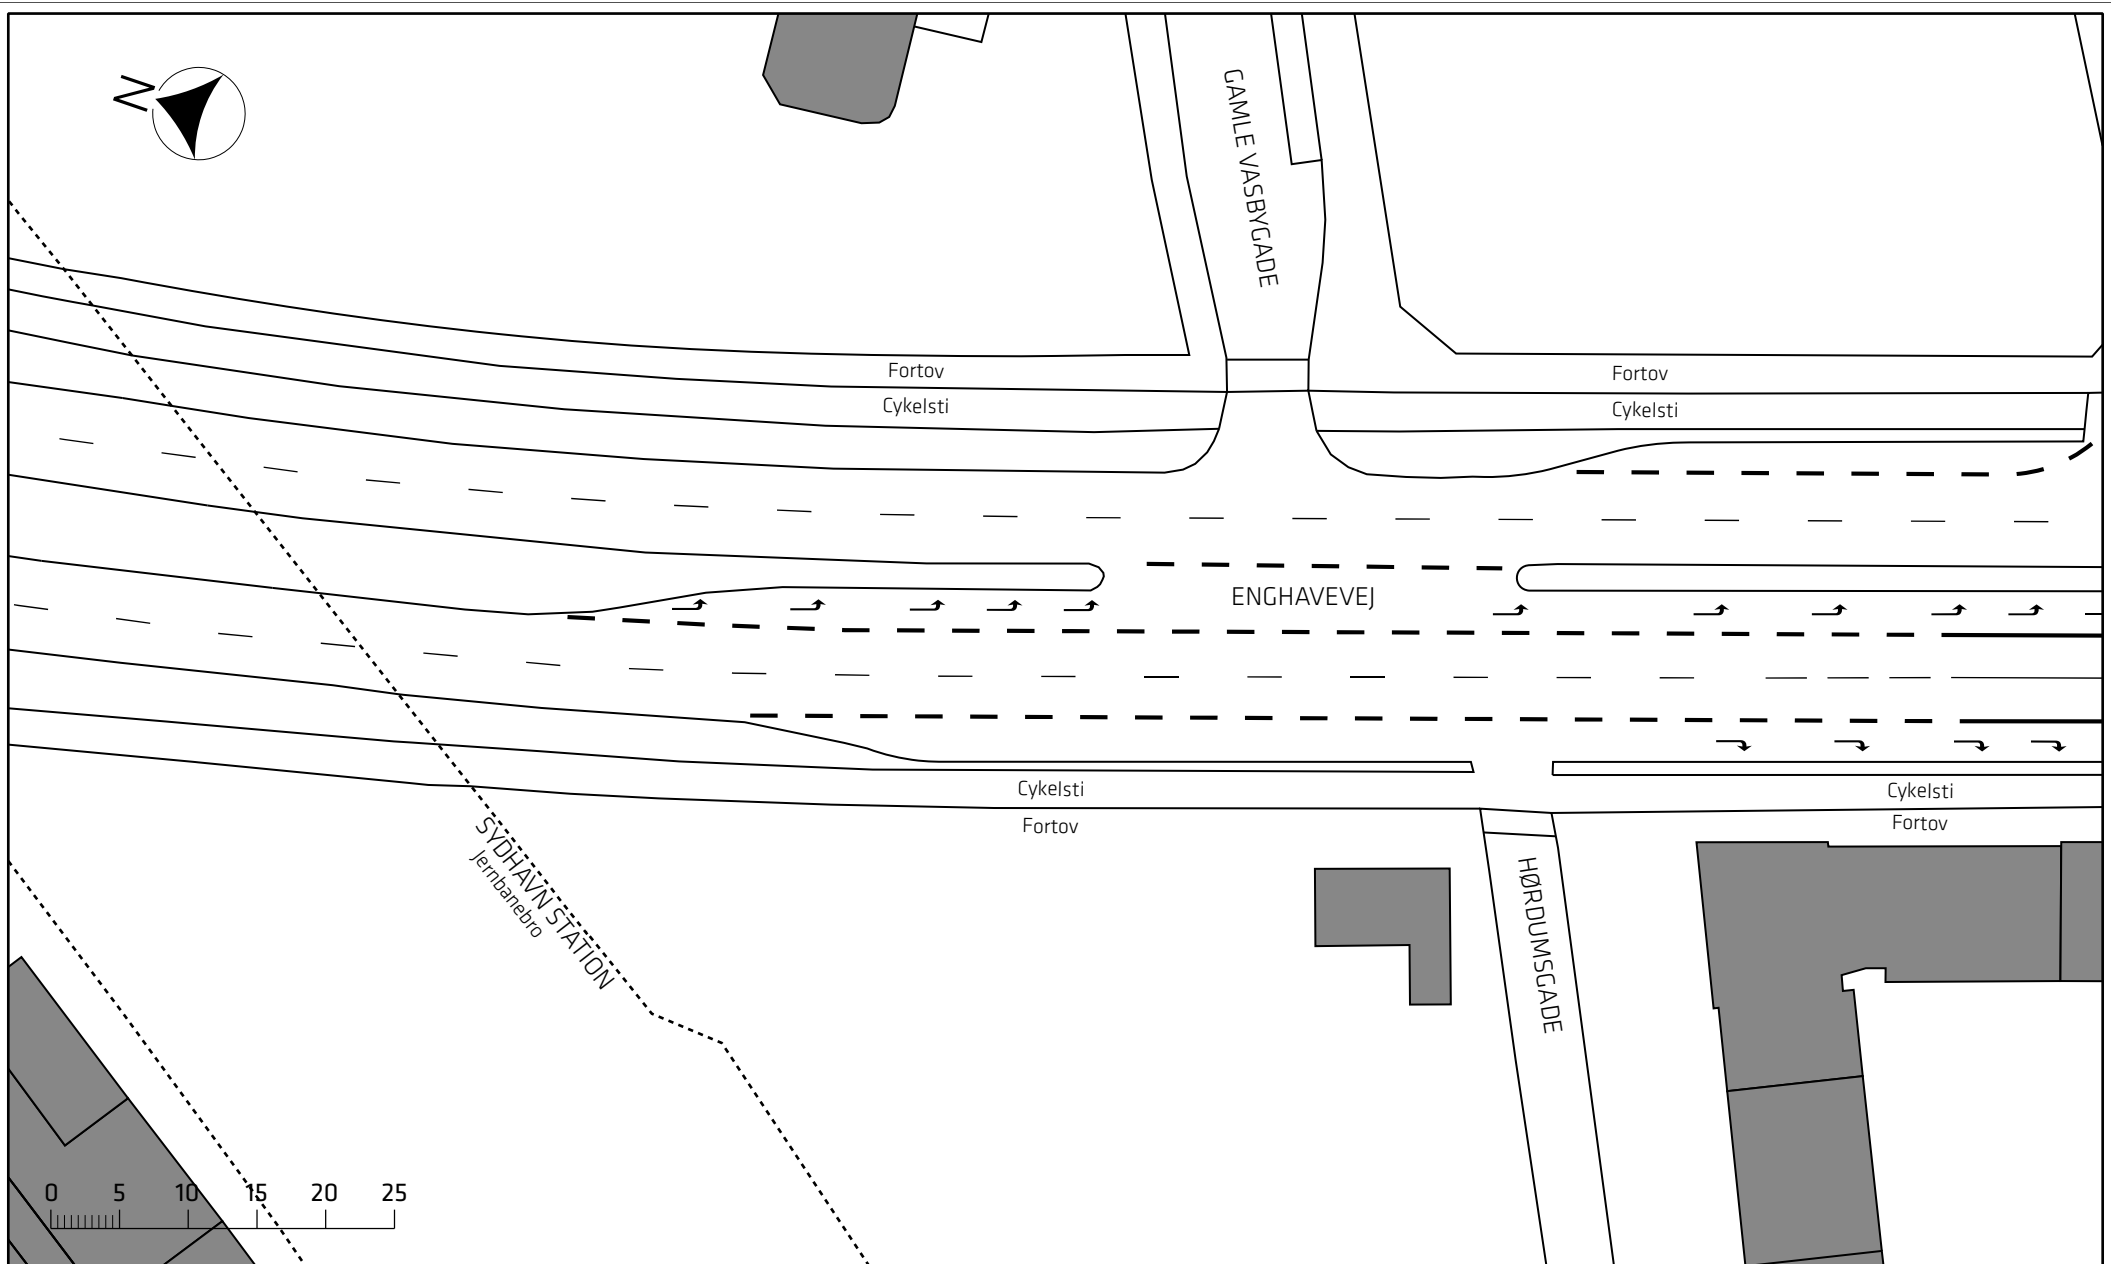 N
GAMLE VASBYGADE
Fortov
Fortov
Cykelsti
Cykelsti
ENGHAVEVEJ
Cykelsti
Cykelsti
Fortov
Fortov
SYDHAVN STATION
Jernbanebro
HØRDUMSGADE
0 5 10 15 20 25